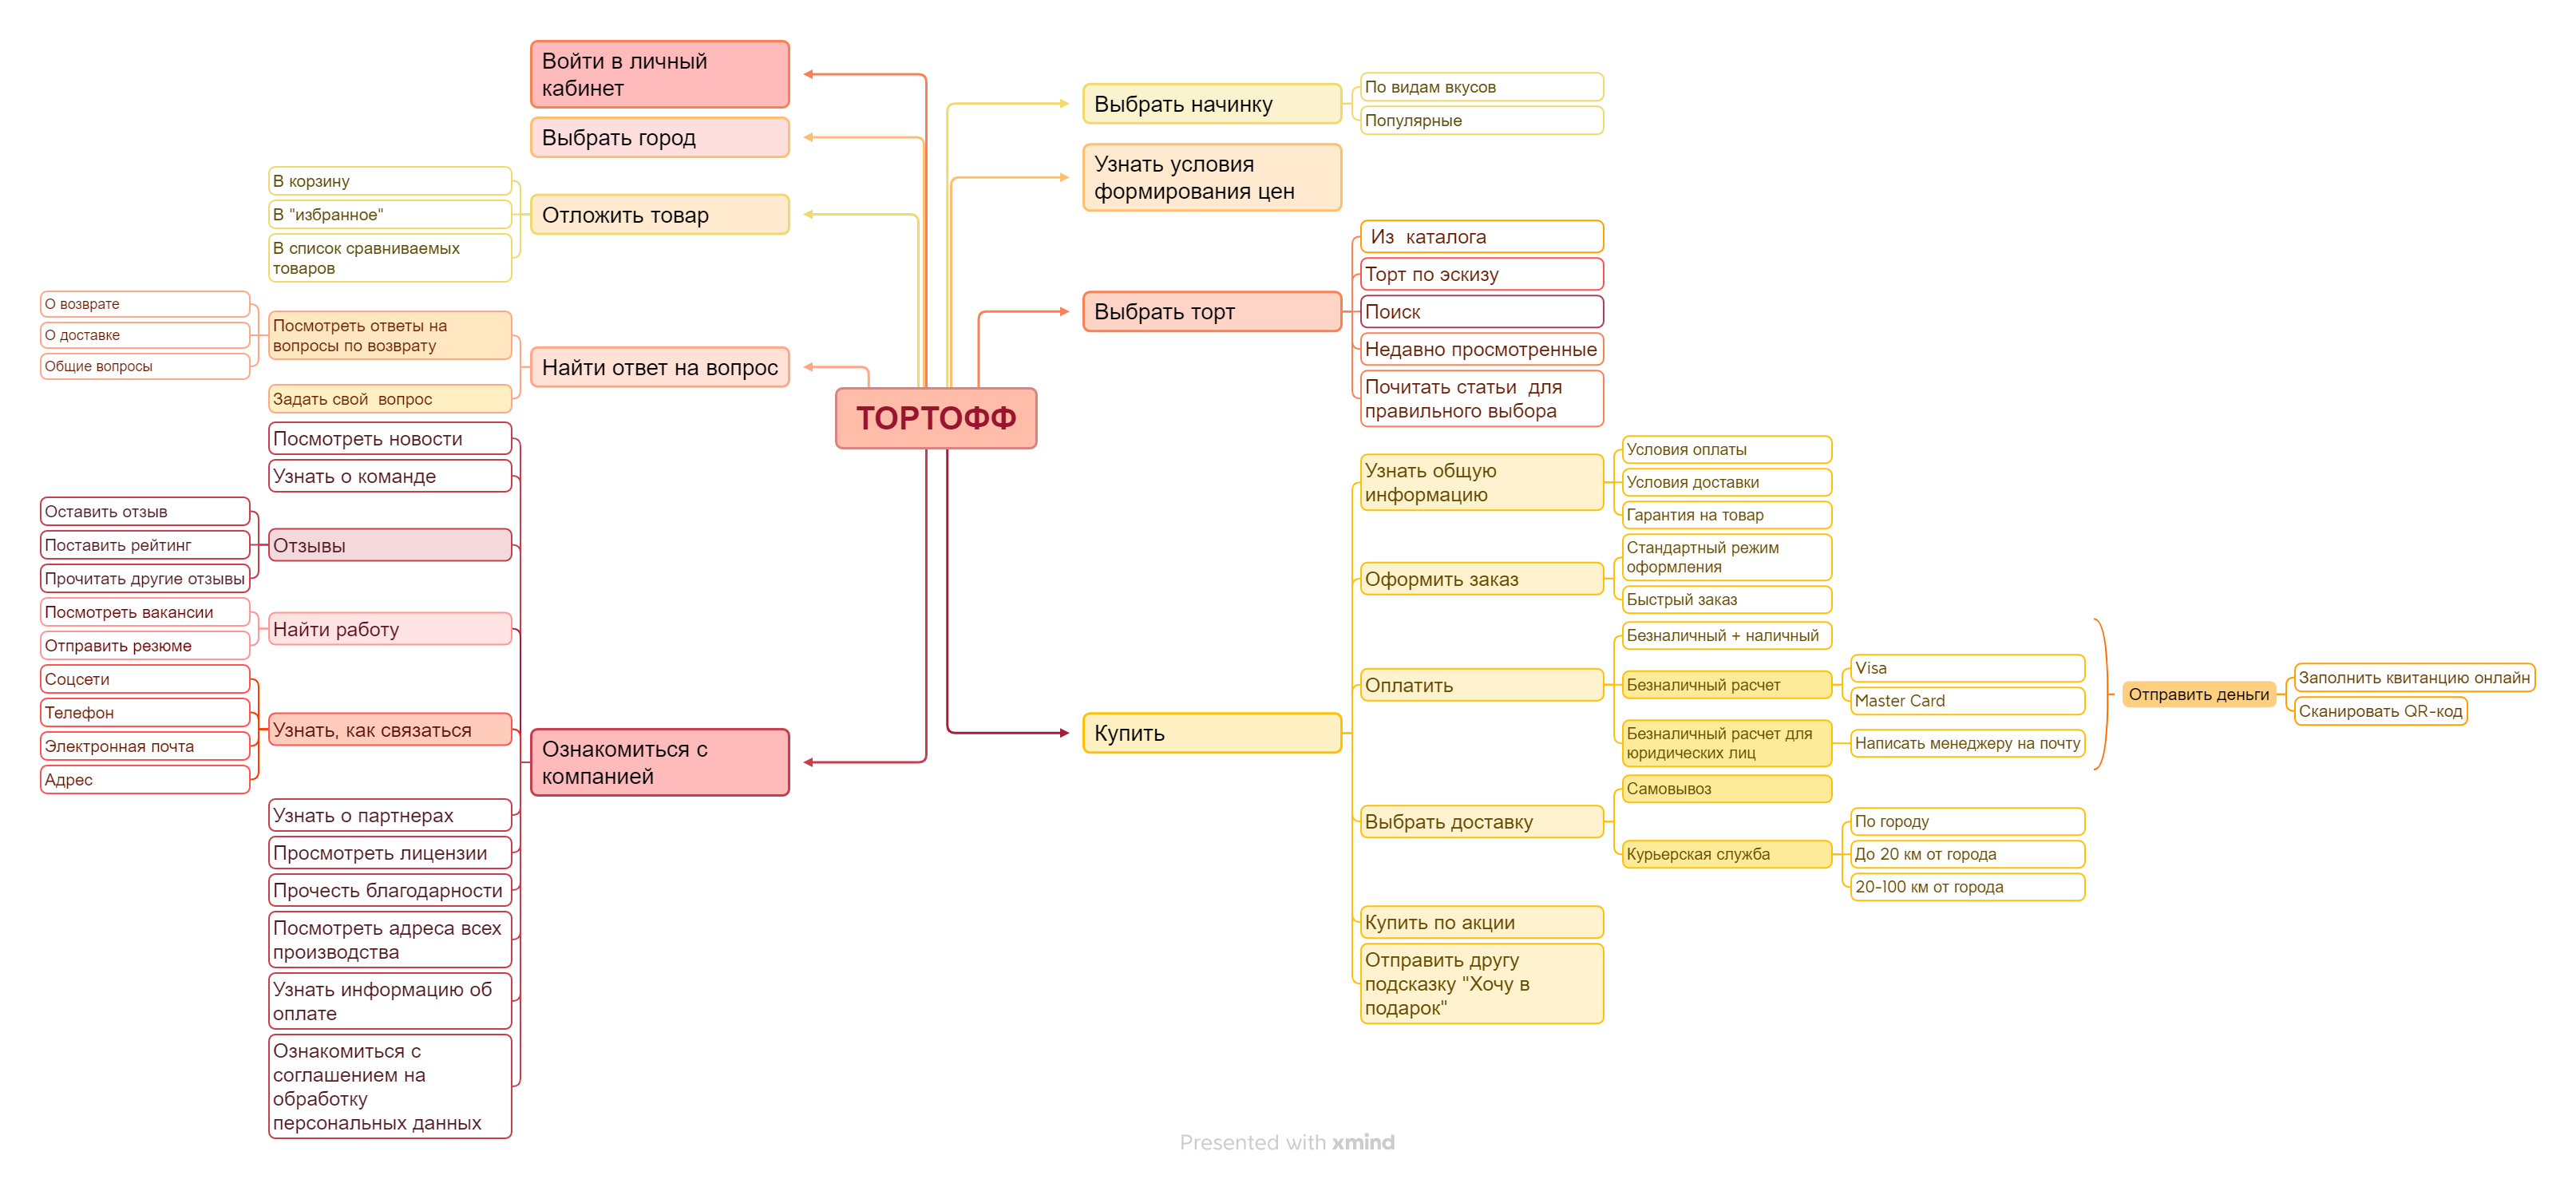 ТОРТОФФ
Войти в личный
кабинет
Выбрать город
Отложить товар
В корзину
В "избранное"
В список сравниваемых
товаров
Найти ответ на вопрос
Посмотреть ответы на
вопросы по возврату
О возврате
О доставке
Общие вопросы
Задать свой  вопрос
Ознакомиться с
компанией
Посмотреть новости
Узнать о команде
Отзывы
Оставить отзыв
Поставить рейтинг
Прочитать другие отзывы
Найти работу
Посмотреть вакансии
Отправить резюме
Узнать, как связаться
Соцсети
Телефон
Электронная почта
Адрес
Узнать о партнерах
Просмотреть лицензии
Прочесть благодарности
Посмотреть адреса всех
производства
Узнать информацию об
оплате
Ознакомиться с
соглашением на
обработку
персональных данных
Выбрать начинку
По видам вкусов
Популярные
Узнать условия
формирования цен
Выбрать торт
Из  каталога
Торт по эскизу
Поиск
Недавно просмотренные
Почитать статьи  для
правильного выбора
Купить
Узнать общую
информацию
Условия оплаты
Условия доставки
Гарантия на товар
Оформить заказ
Стандартный режим
оформления
Быстрый заказ
Оплатить
Безналичный + наличный
Безналичный расчет
Visa
Master Card
Безналичный расчет для
юридических лиц
Написать менеджеру на почту
Отправить деньги
Заполнить квитанцию онлайн
Сканировать QR-код
Выбрать доставку
Самовывоз
Курьерская служба
По городу
До 20 км от города
20-100 км от города
Купить по акции
Отправить другу
подсказку "Хочу в
подарок"
Presented with xmind